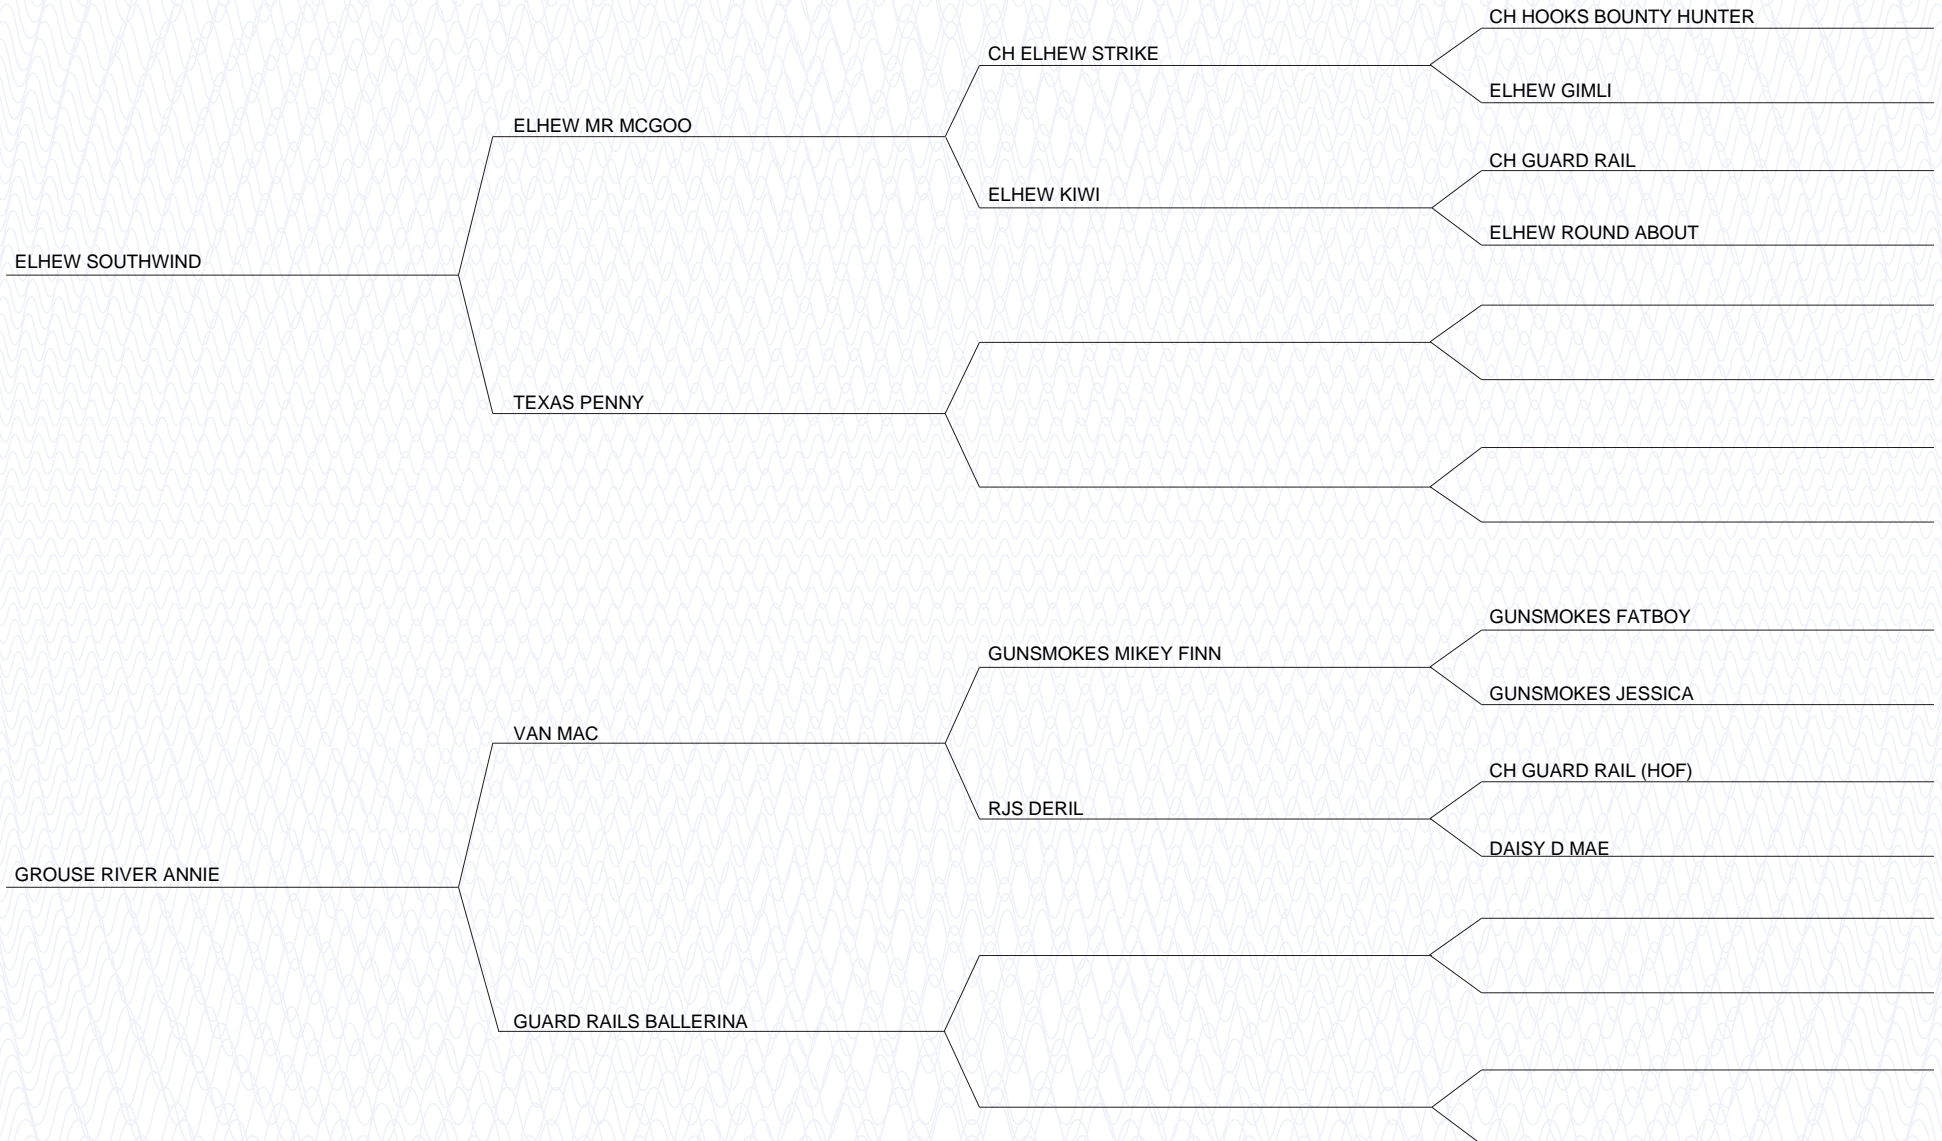 CH HOOKS BOUNTY HUNTER
CH ELHEW STRIKE
ELHEW GIMLI
ELHEW MR MCGOO
CH GUARD RAIL
ELHEW KIWI
ELHEW ROUND ABOUT
ELHEW SOUTHWIND
TEXAS PENNY
GUNSMOKES FATBOY
GUNSMOKES MIKEY FINN
GUNSMOKES JESSICA
VAN MAC
CH GUARD RAIL (HOF)
RJS DERIL
DAISY D MAE
GROUSE RIVER ANNIE
GUARD RAILS BALLERINA